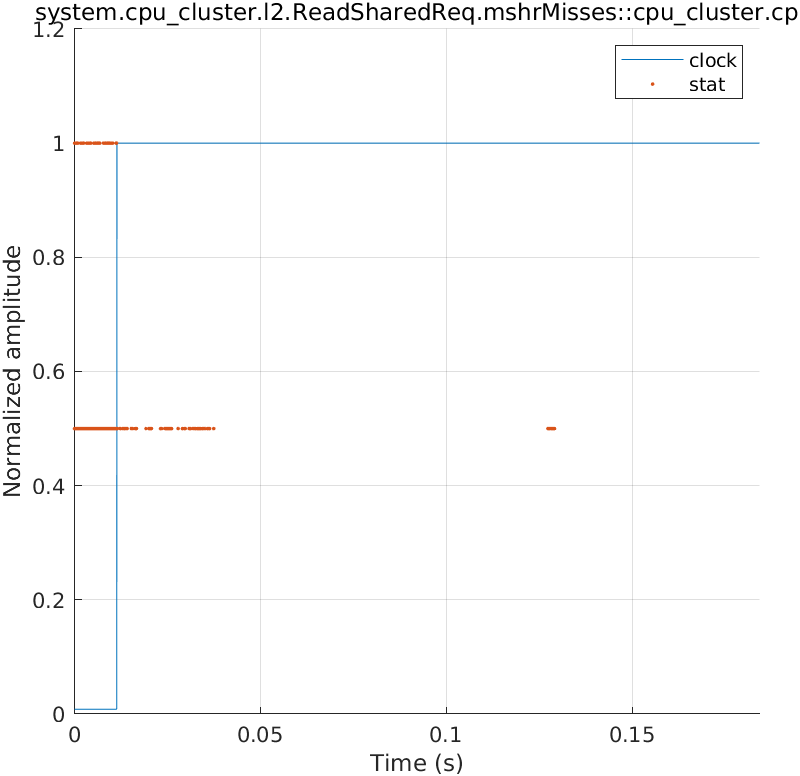 system.cpu_cluster.l2.ReadSharedReq.mshrMisses::cpu_cluster.cp
1.2
1
0.8
0.6
0.4
0.2
0
clock
stat
Normalized amplitude
0
0.05
0.1
0.15
Time (s)